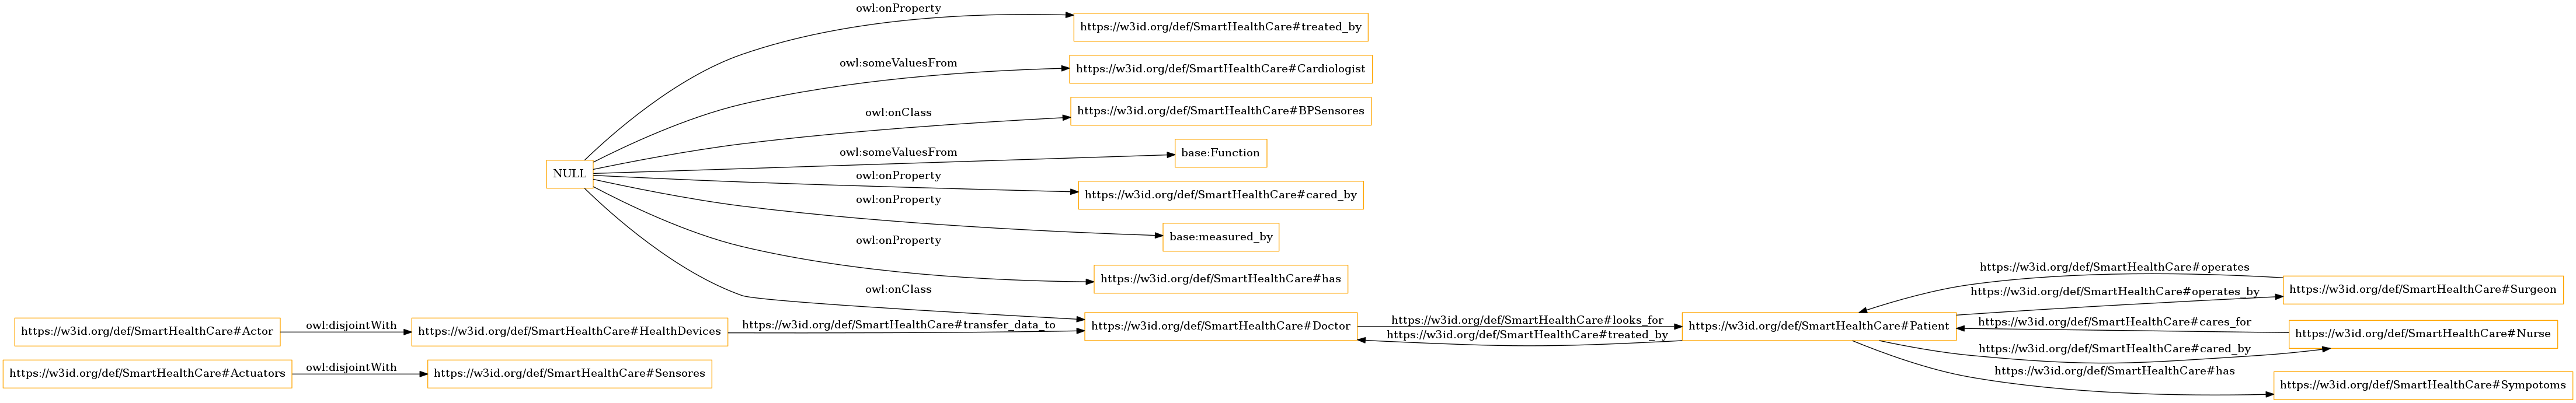 owl:onProperty
https://w3id.org/def/SmartHealthCare#treated_by
owl:someValuesFrom
https://w3id.org/def/SmartHealthCare#Cardiologist
owl:onClass
https://w3id.org/def/SmartHealthCare#BPSensores
owl:someValuesFrom
base:Function
NULL
owl:onProperty
https://w3id.org/def/SmartHealthCare#cared_by
owl:onProperty
base:measured_by
owl:onProperty
https://w3id.org/def/SmartHealthCare#has
owl:onClass
https://w3id.org/def/SmartHealthCare#Actor
owl:disjointWith
https://w3id.org/def/SmartHealthCare#HealthDevices
https://w3id.org/def/SmartHealthCare#transfer_data_to
https://w3id.org/def/SmartHealthCare#Doctor
https://w3id.org/def/SmartHealthCare#looks_for
https://w3id.org/def/SmartHealthCare#treated_by
https://w3id.org/def/SmartHealthCare#Patient
https://w3id.org/def/SmartHealthCare#operates
https://w3id.org/def/SmartHealthCare#operates_by
https://w3id.org/def/SmartHealthCare#Surgeon
https://w3id.org/def/SmartHealthCare#cares_for
https://w3id.org/def/SmartHealthCare#Nurse
https://w3id.org/def/SmartHealthCare#cared_by
https://w3id.org/def/SmartHealthCare#has
https://w3id.org/def/SmartHealthCare#Sympotoms
https://w3id.org/def/SmartHealthCare#Actuators
owl:disjointWith
https://w3id.org/def/SmartHealthCare#Sensores